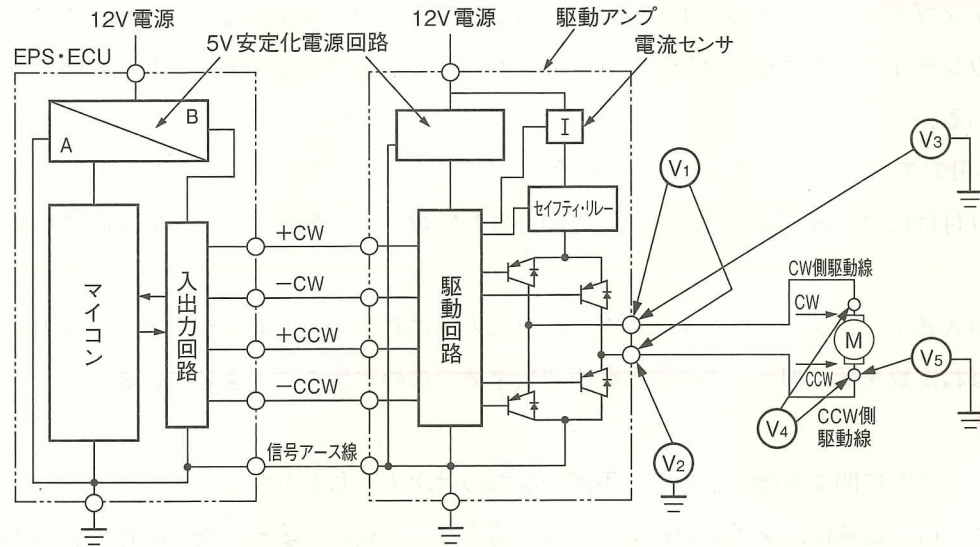 12V電源
5V安定化電源回路
EPS・ECU
A
B
マイコン
入出力回路
+CW
-CW
+CCW
-CCW
信号アース線
12V電源
駆動アンプ
電流センサ
I
セイフティ・リレー
駆動回路
V1
V2
V3
CW側駆動線
CW
M
CCW
V4
V5
CCW側
駆動線